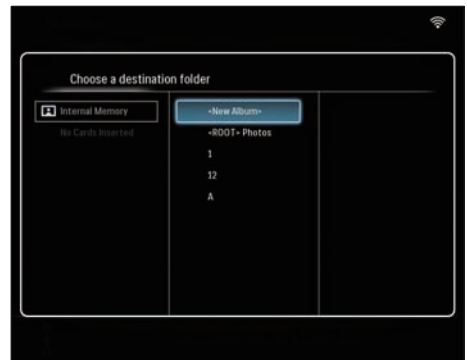 Choose a destination folder
Internal Memory
No Cards Inserted
<New Album>
<ROOT> Photos
1
12
A